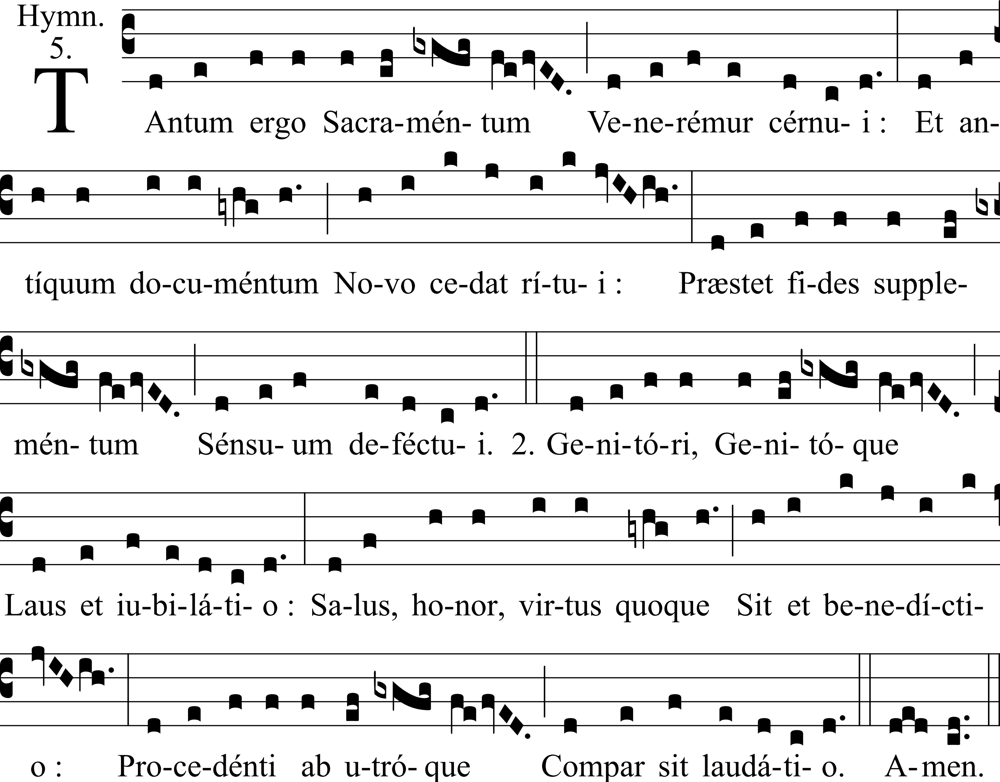 Hymn.
5.
TAntum ergo Sacra-mén- tum Ve-ne-rémur cérnu- i : Et an-
tíquum do-cu-méntum No-vo ce-dat rí-tu- i : Præstet fi-des supple-
mén- tum Sénsu- um de-féctu- i. 2. Ge-ni-tó-ri, Ge-ni- tó- que
Laus et iu-bi-lá-ti- o : Sa-lus, ho-nor, vir-tus quoque Sit et be-ne-dí-cti-
o : Pro-ce-dénti ab u-tró- que Compar sit laudá-ti- o. A-men.